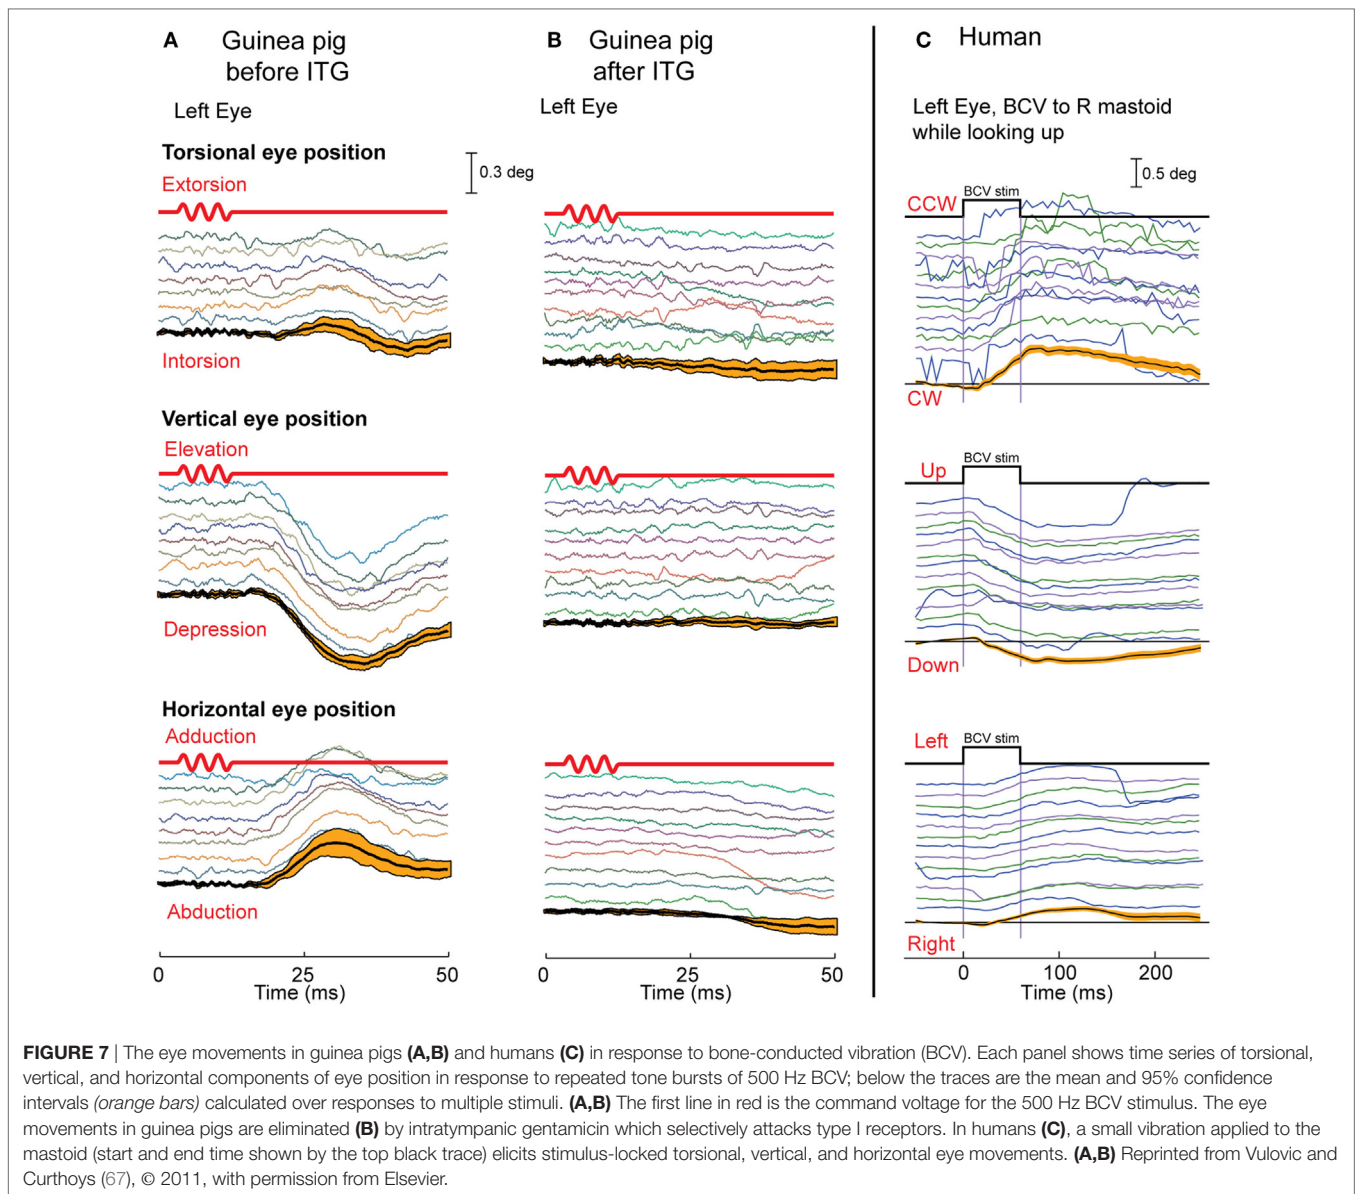 A Guinea pig
before ITG
Left Eye
Torsional eye position
Extorsion
0.3 deg
Intorsion
Vertical eye position
Elevation
Depression
Horizontal eye position
Adduction
Abduction
0 25 50
Time (ms)
B Guinea pig
after ITG
Left Eye
0 25 50
Time (ms)
C Human
Left Eye, BCV to R mastoid
while looking up
0.5 deg
BCV stim
CCW
CW
BCV stim
Up
Down
BCV stim
Left
Right
0 100 200
Time (ms)
FIGURE 7 | The eye movements in guinea pigs (A,B) and humans (C) in response to bone-conducted vibration (BCV). Each panel shows time series of torsional,
vertical, and horizontal components of eye position in response to repeated tone bursts of 500 Hz BCV; below the traces are the mean and 95% confidence
intervals (orange bars) calculated over responses to multiple stimuli. (A,B) The first line in red is the command voltage for the 500 Hz BCV stimulus. The eye
movements in guinea pigs are eliminated (B) by intratympanic gentamicin which selectively attacks type I receptors. In humans (C), a small vibration applied to the
mastoid (start and end time shown by the top black trace) elicits stimulus-locked torsional, vertical, and horizontal eye movements. (A,B) Reprinted from Vulovic and
Curthoys (67), © 2011, with permission from Elsevier.